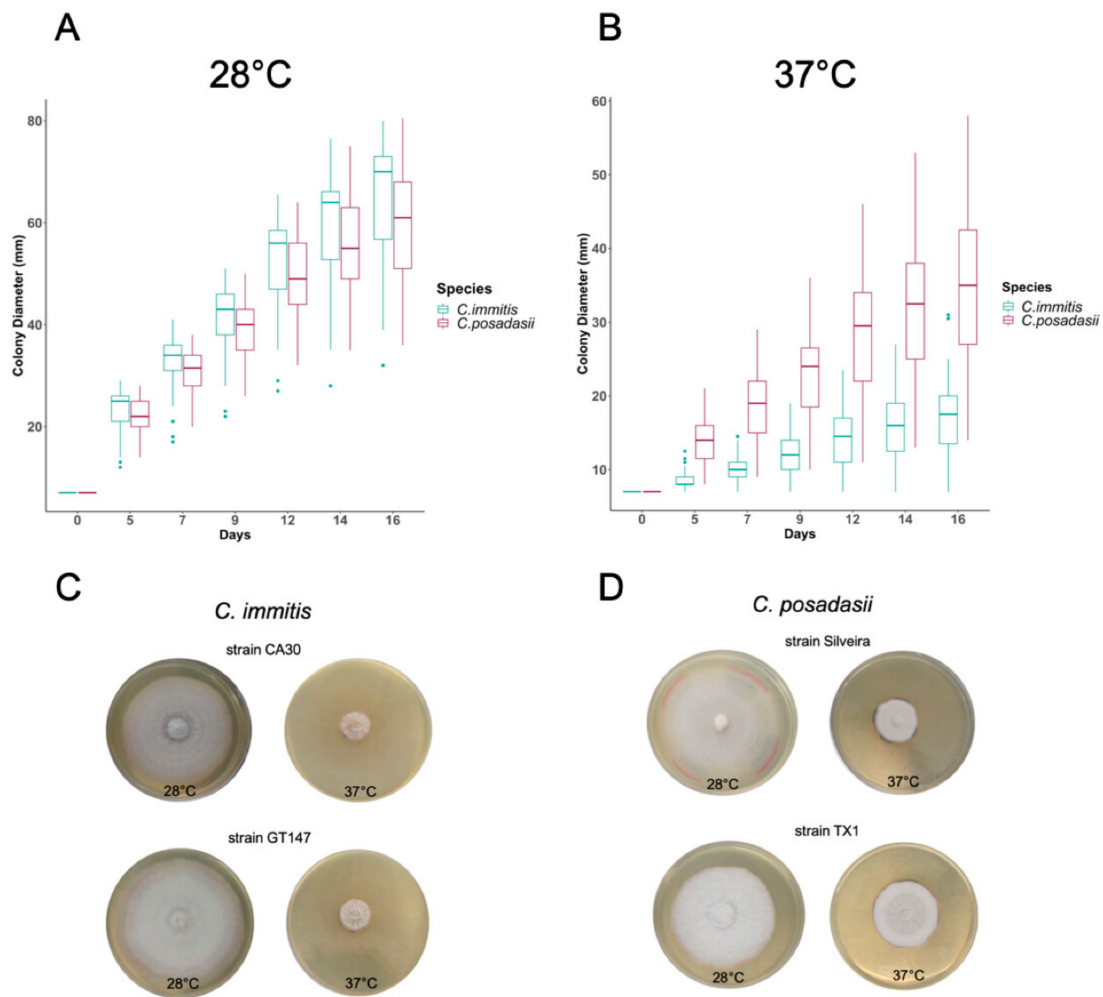 A
28°C
Colony Diameter (mm)
80
60
40
20
0 5 7 9 12 14 16
Days
Species
C.immitis
C.posadasii
B
37°C
Colony Diameter (mm)
60
50
40
30
20
10
0 5 7 9 12 14 16
Days
Species
C.immitis
C.posadasii
C
C. immitis
strain CA30
28°C 37°C
strain GT147
28°C 37°C
D
C. posadasii
strain Silveira
28°C 37°C
strain TX1
28°C 37°C